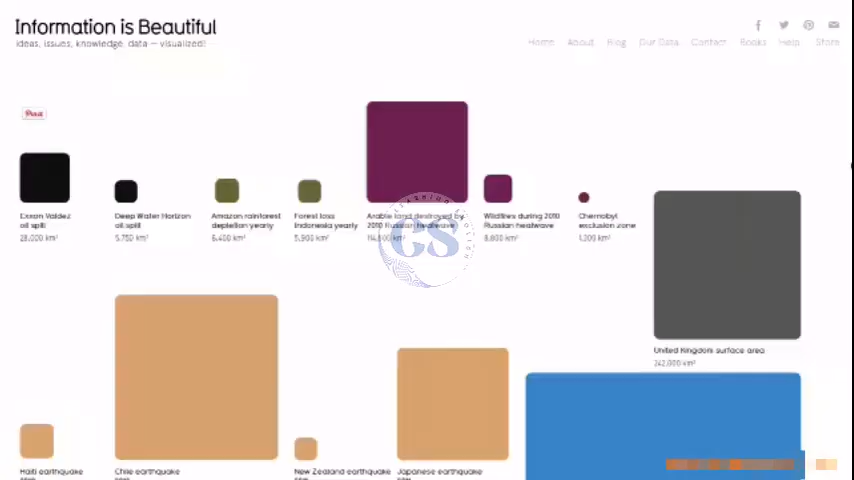 Information is Beautiful
Ideas, issues, knowledge, data — visualized!
Home About Blog Our Data Contact Books Help Store
Pin it
Exxon Valdez
oil spill
28,000 km²
Deep Water Horizon
oil spill
5,750 km²
Amazon rainforest
depletion yearly
6,400 km²
Forest loss
Indonesia yearly
5,900 km²
Arable land destroyed by
2010 Russian heatwave
km²
Wildfires during 2010
Russian heatwave
8,800 km²
Chernobyl
exclusion zone
1,200 km²
CS
United Kingdom surface area
242,000 km²
Haiti earthquake
Chile earthquake
New Zealand earthquake
Japanese earthquake